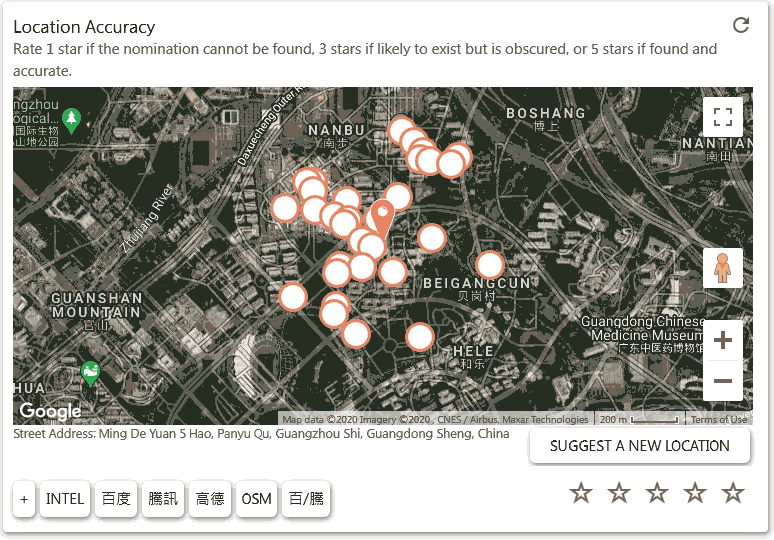 Location Accuracy
Rate 1 star if the nomination cannot be found, 3 stars if likely to exist but is obscured, or 5 stars if found and
accurate.
ngzhou
ogical...
国际生物
山地公园
Daxuecheng Outer R
NANBU
南步
BOSHANG
博上
NANTIAN
南田
Zhujiang River
GUANSHAN
MOUNTAIN
官山
BEIGANGCUN
贝岗村
Guangdong Chinese
Medicine Museum
广东中医药博物馆
HELE
和乐
HUA
Google
Map data ©2020 Imagery ©2020 , CNES / Airbus, Maxar Technologies
200 m
Terms of Use
Street Address: Ming De Yuan 5 Hao, Panyu Qu, Guangzhou Shi, Guangdong Sheng, China
SUGGEST A NEW LOCATION
+
INTEL
百度
騰訊
高德
OSM
百/騰